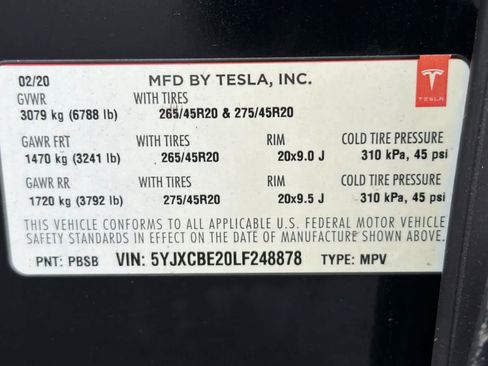 02/20 MFD BY TESLA, INC.
GVWR WITH TIRES
3079 kg (6788 lb) 265/45R20 & 275/45R20
TESLA
GAWR FRT WITH TIRES RIM COLD TIRE PRESSURE
1470 kg (3241 lb) 265/45R20 20x9.0 J 310 kPa, 45 psi
GAWR RR WITH TIRES RIM COLD TIRE PRESSURE
1720 kg (3792 lb) 275/45R20 20x9.5 J 310 kPa, 45 psi
THIS VEHICLE CONFORMS TO ALL APPLICABLE U.S. FEDERAL MOTOR VEHICLE
SAFETY STANDARDS IN EFFECT ON THE DATE OF MANUFACTURE SHOWN ABOVE.
PNT: PBSB VIN: 5YJXCBE20LF248878 TYPE: MPV